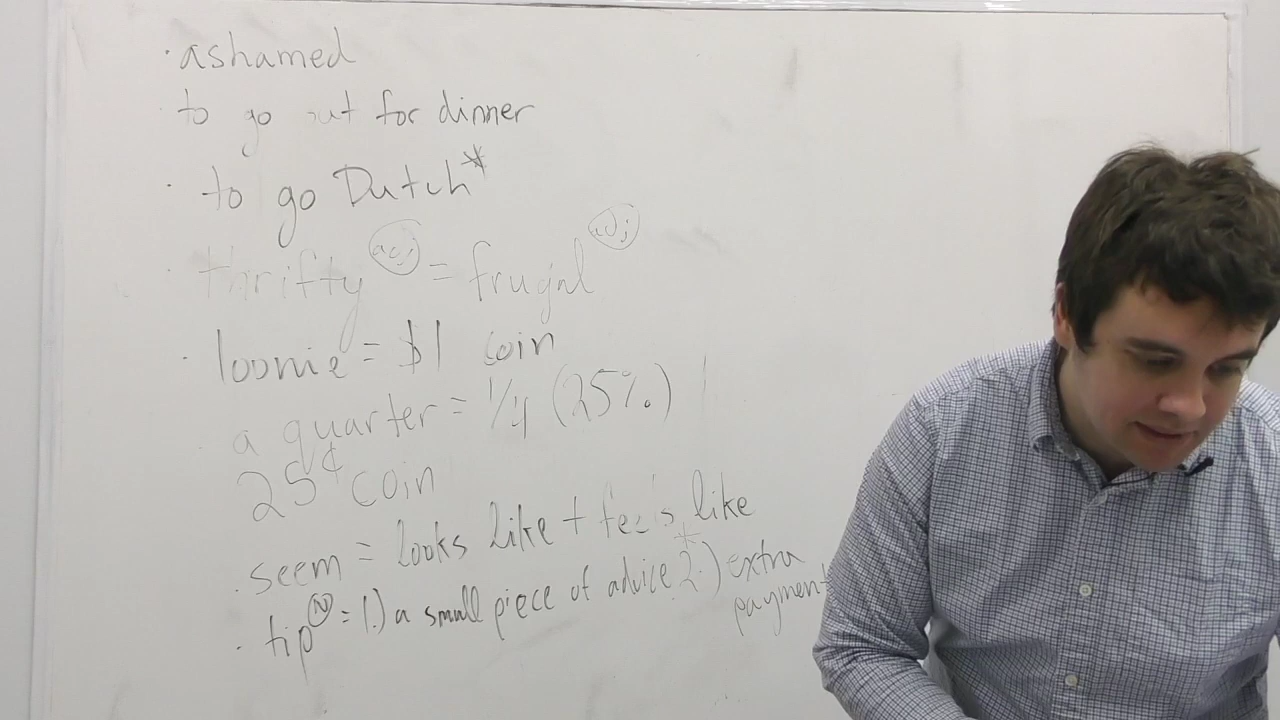 · ashamed
· to go out for dinner
· to go Dutch*
· thrifty adj = frugal adj
· loonie = $1 coin
· a quarter = 1/4 (25%)
25¢ coin
· seem = looks like + feels like
· tip N = 1.) a small piece of advice 2.)* extra
payment